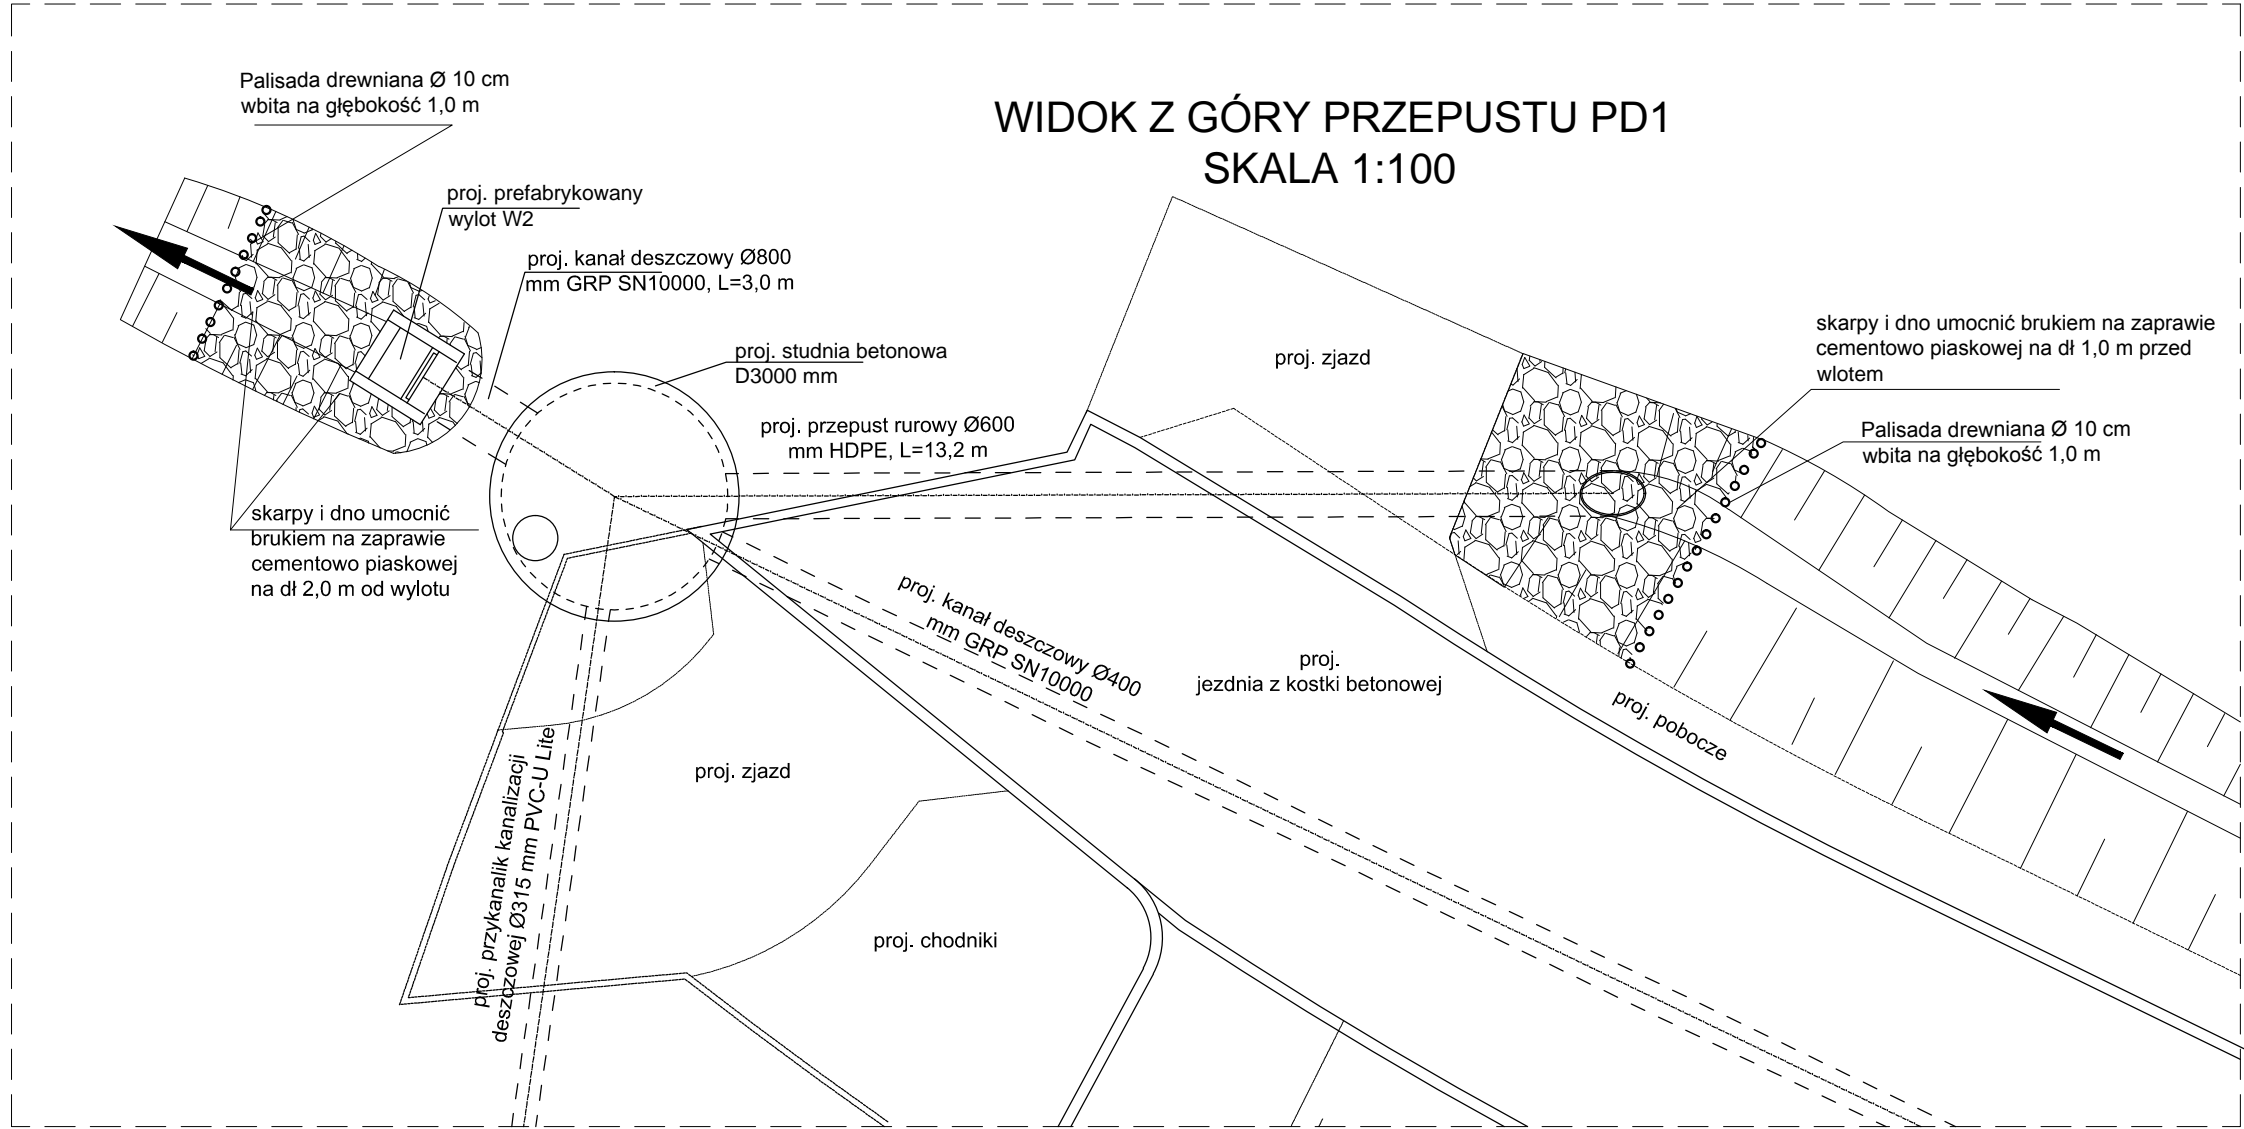 Palisada drewniana Ø 10 cm
wbita na głębokość 1,0 m
WIDOK Z GÓRY PRZEPUSTU PD1
SKALA 1:100
proj. prefabrykowany
wylot W2
proj. kanał deszczowy Ø800
mm GRP SN10000, L=3,0 m
proj. studnia betonowa
D3000 mm
proj. przepust rurowy Ø600
mm HDPE, L=13,2 m
proj. zjazd
skarpy i dno umocnić brukiem na zaprawie
cementowo piaskowej na dł 1,0 m przed
wlotem
Palisada drewniana Ø 10 cm
wbita na głębokość 1,0 m
skarpy i dno umocnić
brukiem na zaprawie
cementowo piaskowej
na dł 2,0 m od wylotu
proj. kanał deszczowy Ø400
mm GRP SN10000
proj.
jezdnia z kostki betonowej
proj. pobocze
proj. zjazd
proj. przykanalik kanalizacji
deszczowej Ø315 mm PVC-U Lite
proj. chodniki